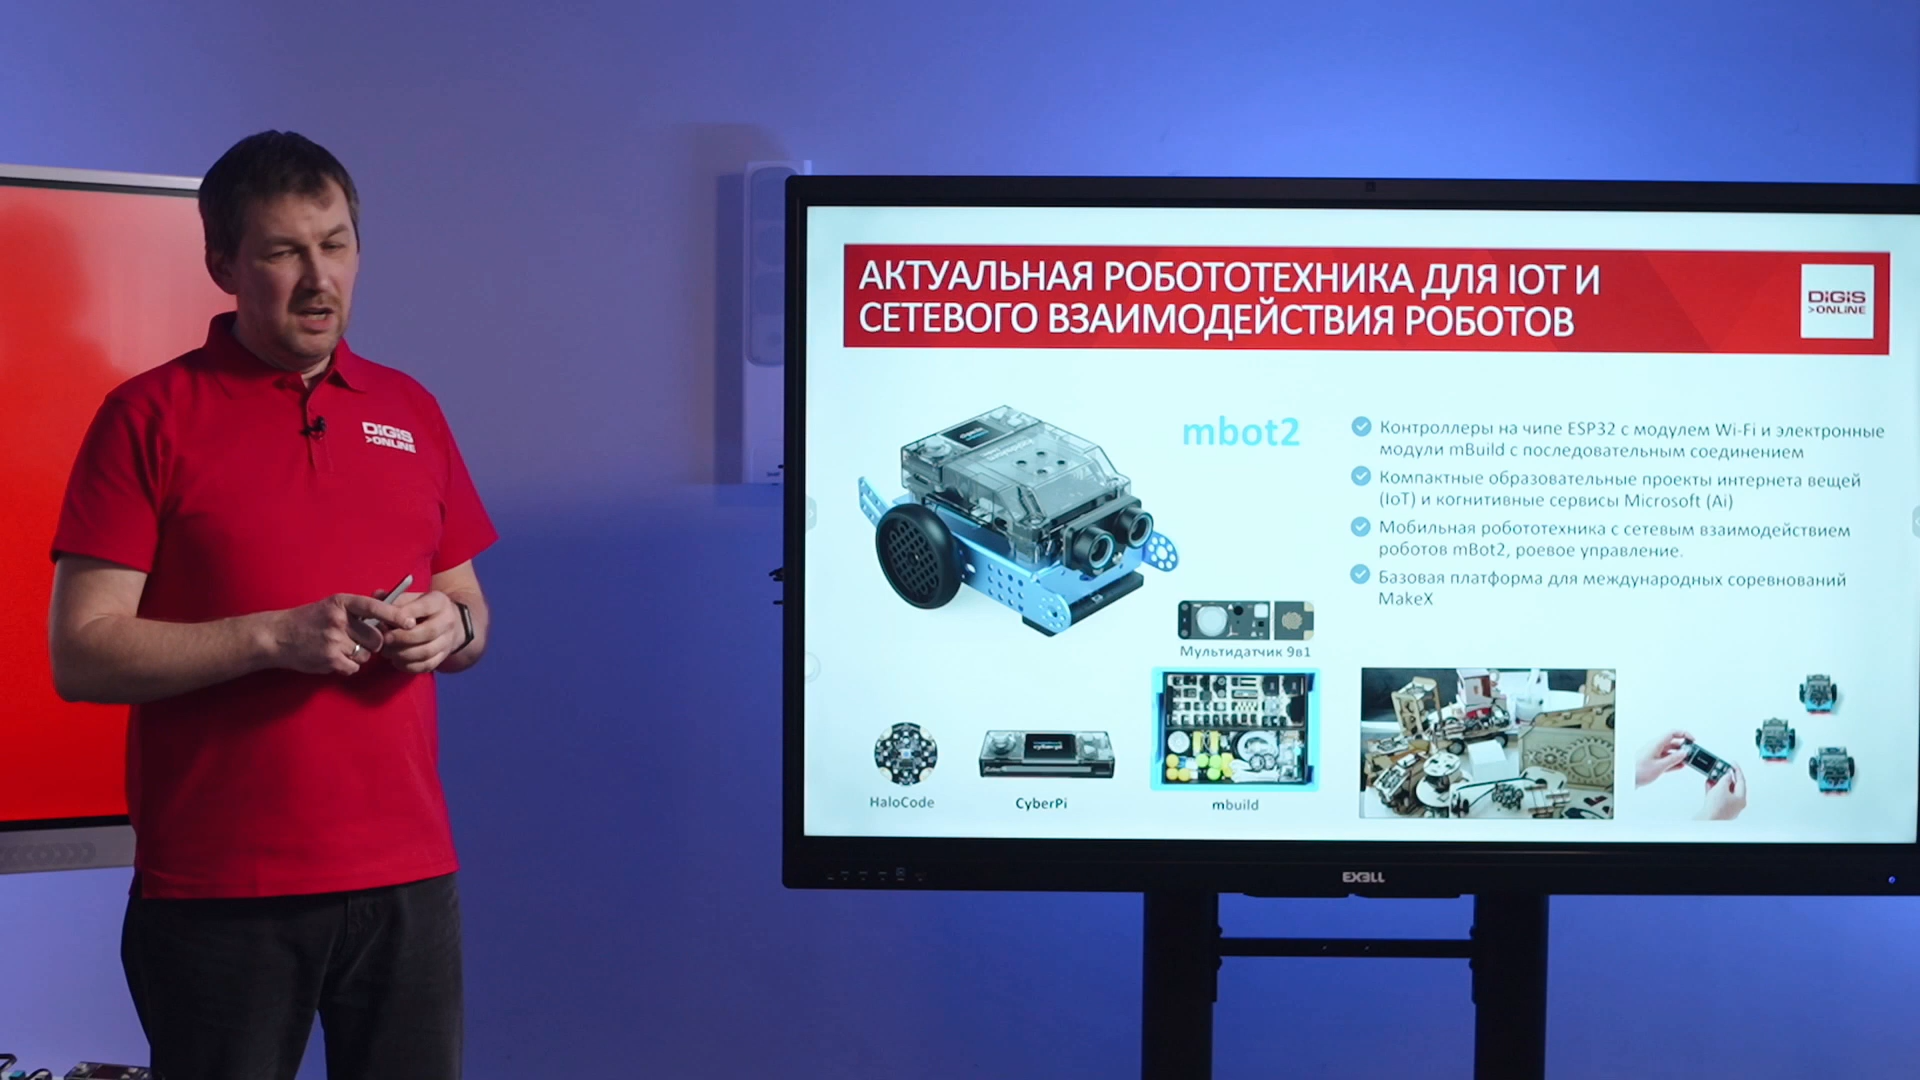 DiGiS
>ONLINE
АКТУАЛЬНАЯ РОБОТОТЕХНИКА ДЛЯ IOT И
СЕТЕВОГО ВЗАИМОДЕЙСТВИЯ РОБОТОВ
DiGiS
>ONLINE
mbot2
Контроллеры на чипе ESP32 с модулем Wi-Fi и электронные
модули mBuild с последовательным соединением
Компактные образовательные проекты интернета вещей
(IoT) и когнитивные сервисы Microsoft (Ai)
Мобильная робототехника с сетевым взаимодействием
роботов mBot2, роевое управление.
Базовая платформа для международных соревнований
MakeX
Мультидатчик 9в1
cyberpi
HaloCode
CyberPi
mbuild
EXELL